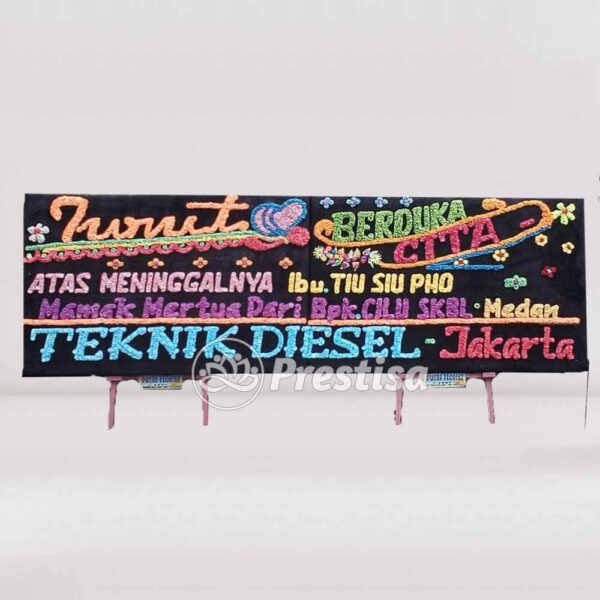 Turut BERDUKA CITA
ATAS MENINGGALNYA Ibu. TIU SIU PHO
Mamak Mertua Dari Bpk. CILU SKBL - Medan
TEKNIK DIESEL - Jakarta
Prestisa